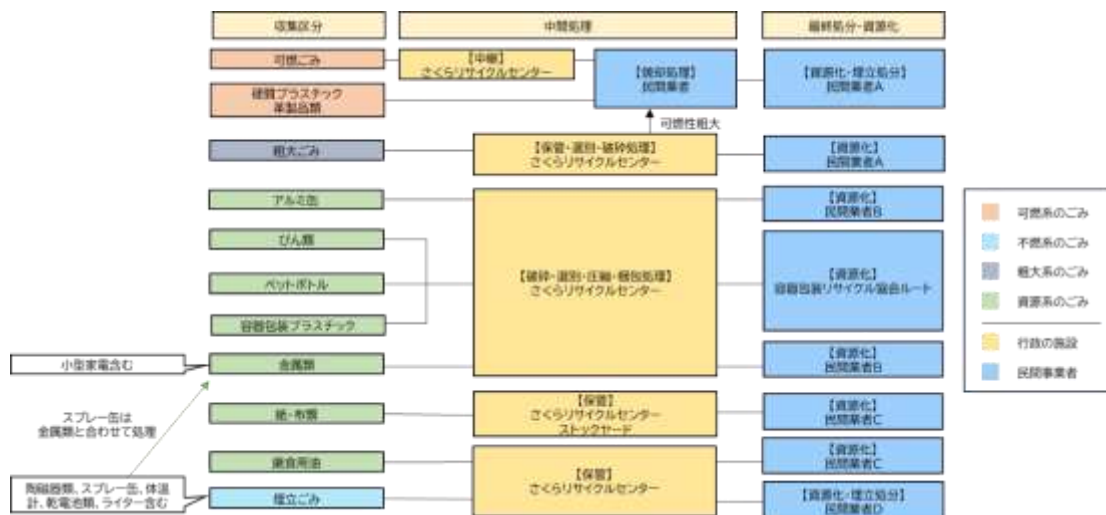 収集区分
中間処理
最終処分・資源化
可燃ごみ
【中継】
さくらリサイクルセンター
【焼却処理】
民間業者
【資源化・埋立処分】
民間業者A
硬質プラスチック
革製品類
可燃性粗大
粗大ごみ
【保管・選別・破砕処理】
さくらリサイクルセンター
【資源化】
民間業者A
アルミ缶
【資源化】
民間業者B
びん類
ペットボトル
容器包装プラスチック
【破砕・選別・圧縮・梱包処理】
さくらリサイクルセンター
【資源化】
容器包装リサイクル協会ルート
小型家電含む
金属類
【資源化】
民間業者B
スプレー缶は
金属類と合わせて処理
紙・布類
【保管】
さくらリサイクルセンター
ストックヤード
【資源化】
民間業者C
廃食用油
【資源化】
民間業者C
陶磁器類、スプレー缶、体温
計、乾電池類、ライター含む
埋立ごみ
【保管】
さくらリサイクルセンター
【資源化・埋立処分】
民間業者D
可燃系のごみ
不燃系のごみ
粗大系のごみ
資源系のごみ
行政の施設
民間事業者